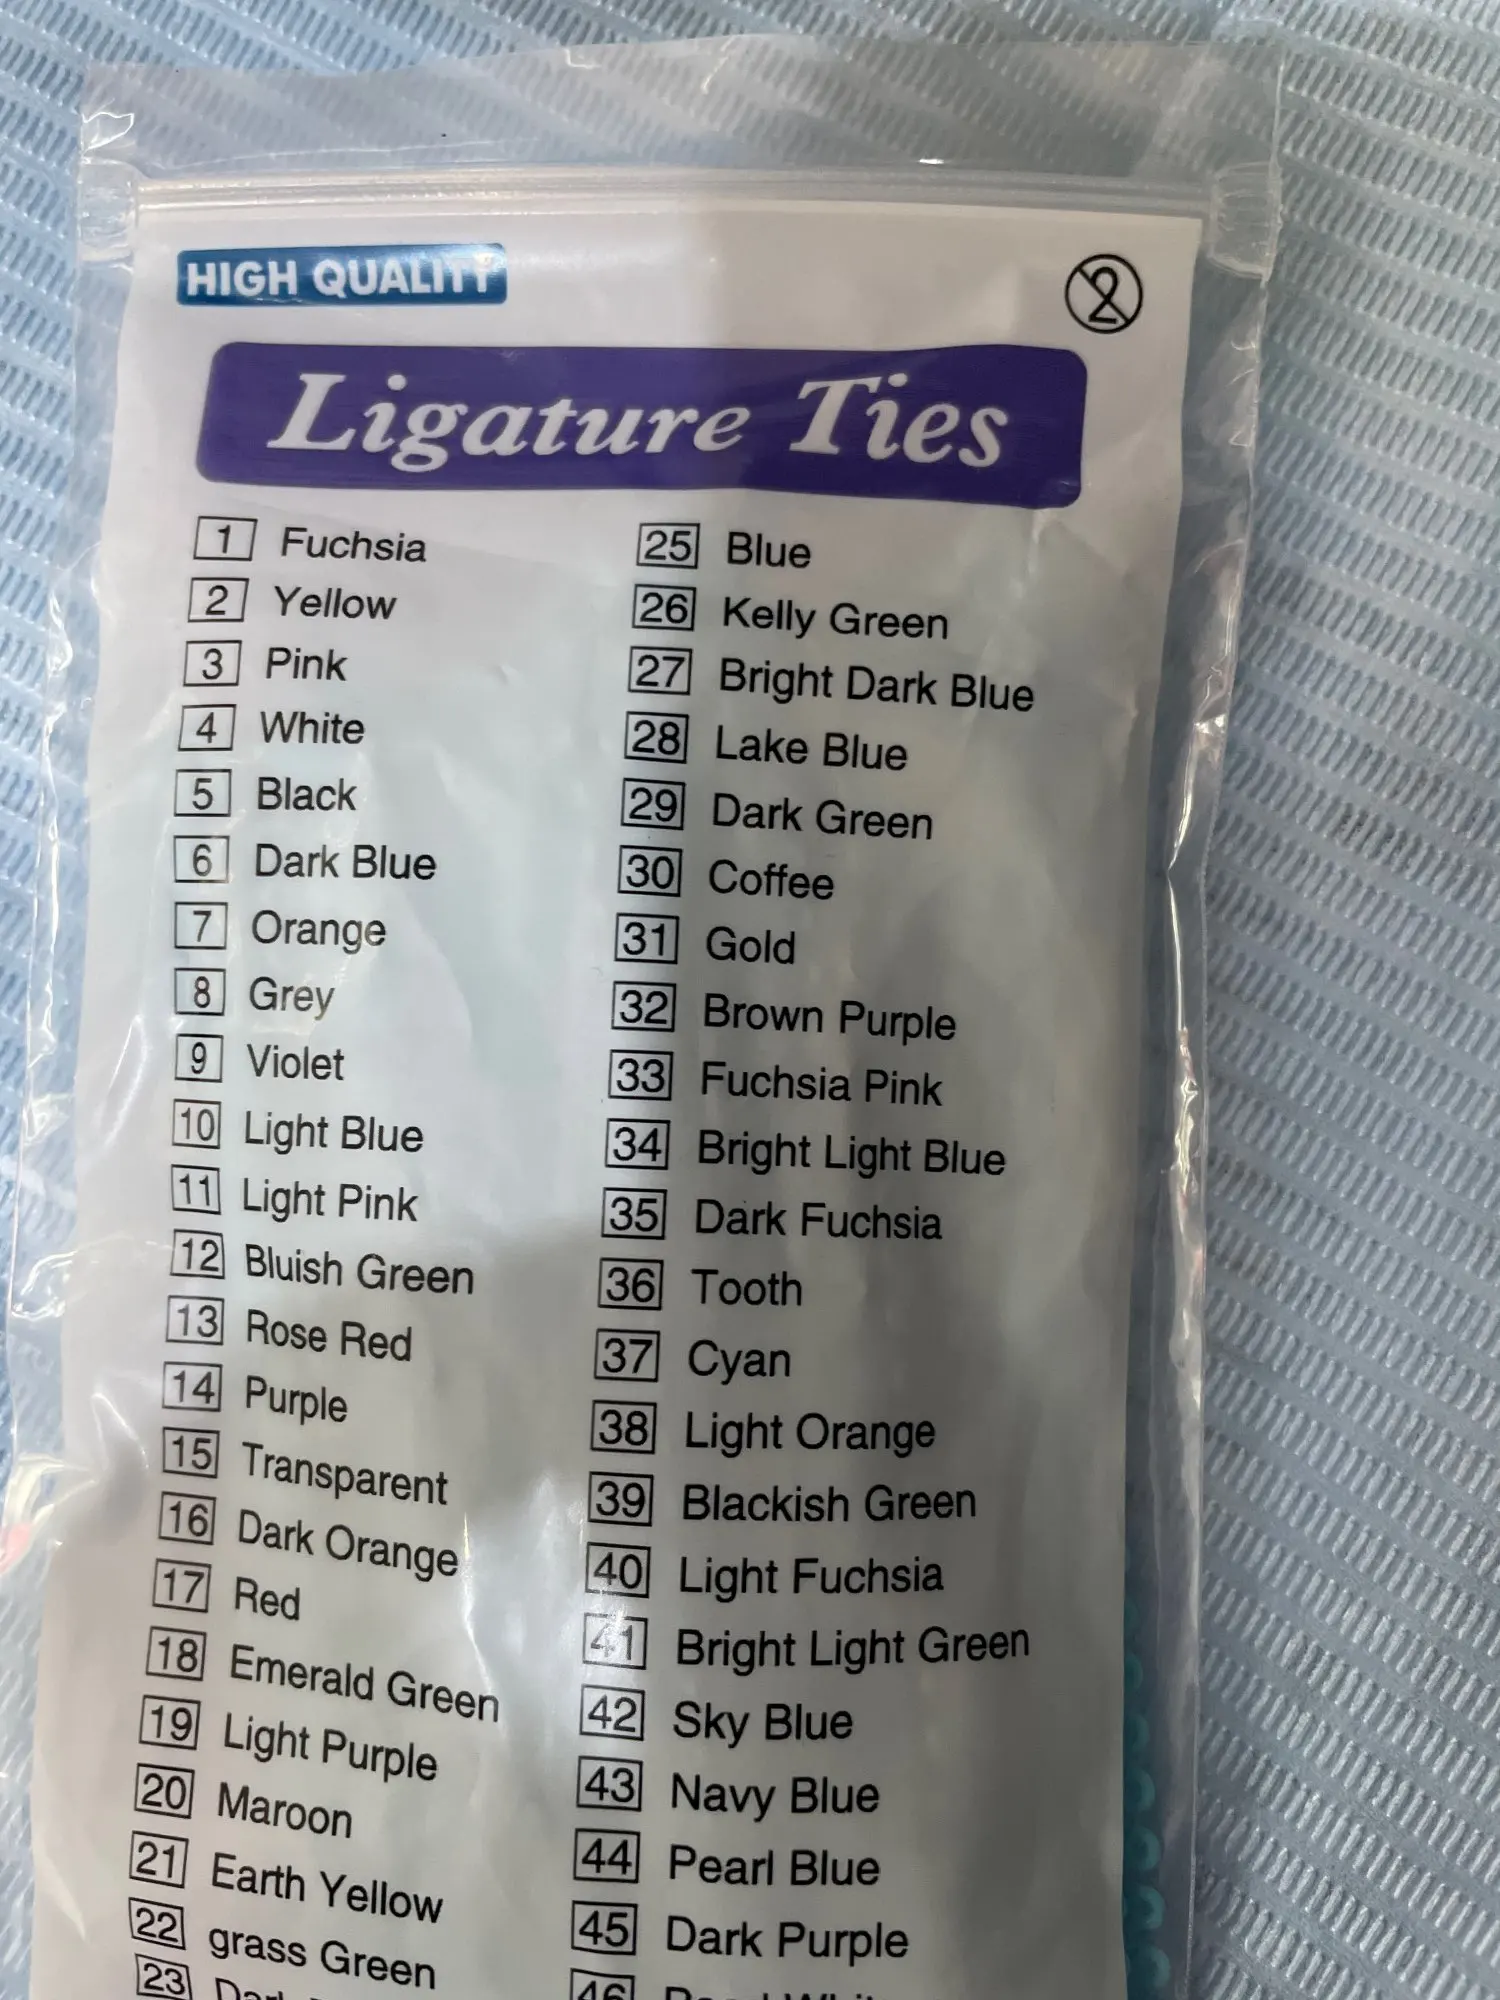 HIGH QUALITY
2
Ligature Ties
1 Fuchsia
2 Yellow
3 Pink
4 White
5 Black
6 Dark Blue
7 Orange
8 Grey
9 Violet
10 Light Blue
11 Light Pink
12 Bluish Green
13 Rose Red
14 Purple
15 Transparent
16 Dark Orange
17 Red
18 Emerald Green
19 Light Purple
20 Maroon
21 Earth Yellow
22 grass Green
23
25 Blue
26 Kelly Green
27 Bright Dark Blue
28 Lake Blue
29 Dark Green
30 Coffee
31 Gold
32 Brown Purple
33 Fuchsia Pink
34 Bright Light Blue
35 Dark Fuchsia
36 Tooth
37 Cyan
38 Light Orange
39 Blackish Green
40 Light Fuchsia
41 Bright Light Green
42 Sky Blue
43 Navy Blue
44 Pearl Blue
45 Dark Purple
46